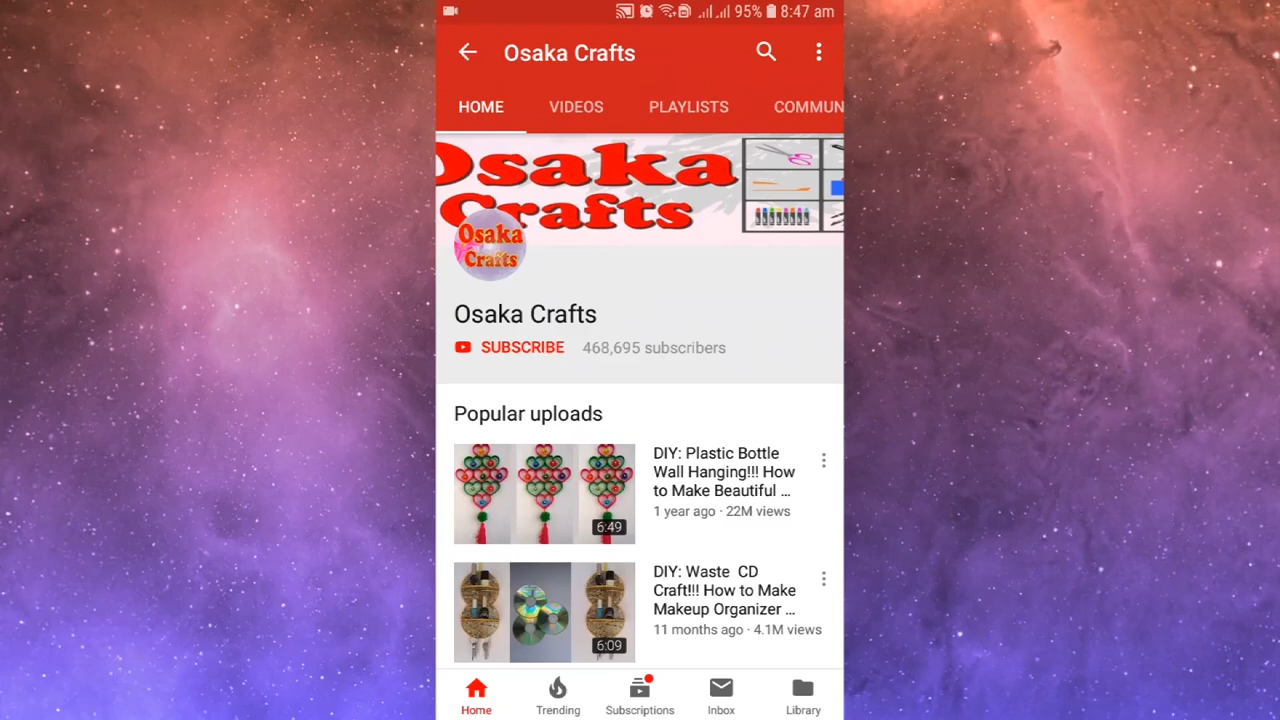 95% 8:47 am
Osaka Crafts
HOME VIDEOS PLAYLISTS COMMUN
Osaka
Crafts
Osaka
Crafts
Osaka Crafts
SUBSCRIBE 468,695 subscribers
Popular uploads
DIY: Plastic Bottle
Wall Hanging!!! How
to Make Beautiful ...
1 year ago · 22M views
6:49
DIY: Waste CD
Craft!!! How to Make
Makeup Organizer ...
11 months ago · 4.1M views
6:09
Home Trending Subscriptions Inbox Library